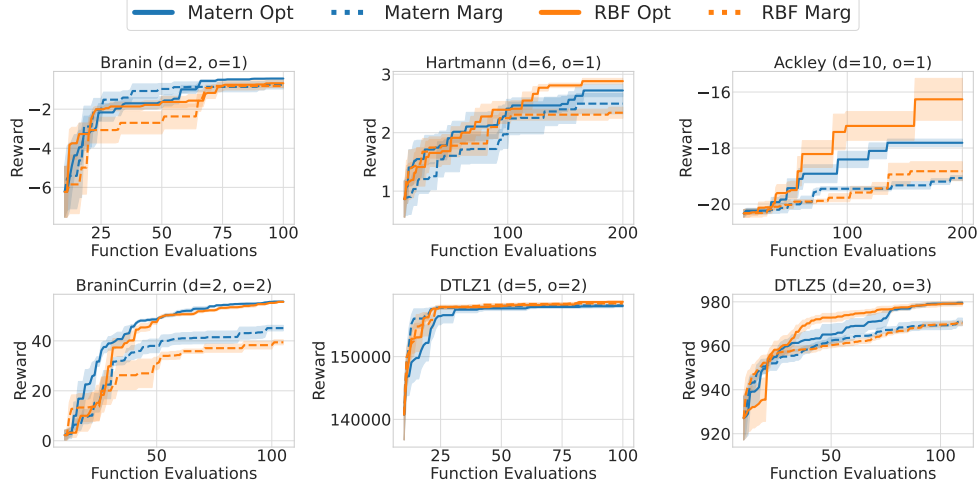 Matern Opt Matern Marg RBF Opt RBF Marg
Branin (d=2, o=1) Hartmann (d=6, o=1) Ackley (d=10, o=1)
Reward
−2
−4
−6
25 50 75 100
Function Evaluations
Reward
3
2
1
100 200
Function Evaluations
Reward
−16
−18
−20
100 200
Function Evaluations
BraninCurrin (d=2, o=2) DTLZ1 (d=5, o=2) DTLZ5 (d=20, o=3)
Reward
40
20
0
50 100
Function Evaluations
Reward
150000
140000
25 50 75 100
Function Evaluations
Reward
980
960
940
920
50 100
Function Evaluations